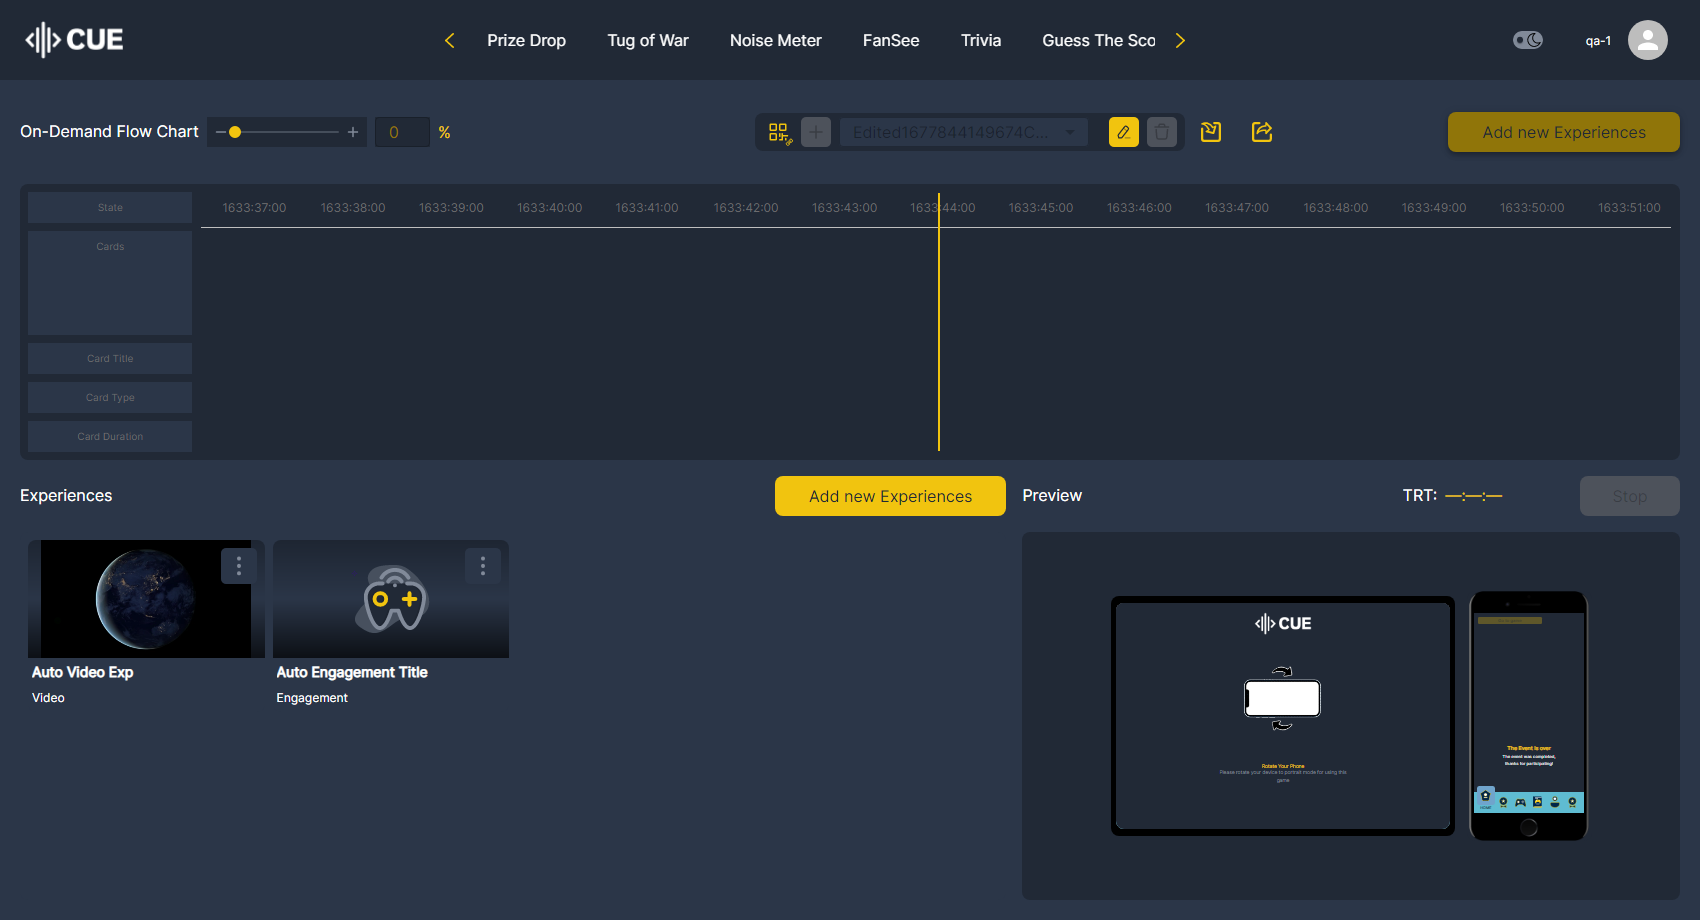 CUE
Prize Drop
Tug of War
Noise Meter
FanSee
Trivia
Guess The Sco
qa-1
On-Demand Flow Chart
0
%
Edited1677844149674C...
Add new Experiences
State
1633:37:00
1633:38:00
1633:39:00
1633:40:00
1633:41:00
1633:42:00
1633:43:00
1633:44:00
1633:45:00
1633:46:00
1633:47:00
1633:48:00
1633:49:00
1633:50:00
1633:51:00
Cards
Card Title
Card Type
Card Duration
Experiences
Add new Experiences
Preview
TRT: —:—:—
Stop
Auto Video Exp
Video
Auto Engagement Title
Engagement
CUE
Rotate Your Phone
Please rotate your device to portrait mode for using this
game
The Event is over
The event was completed,
thanks for participating!
HOME